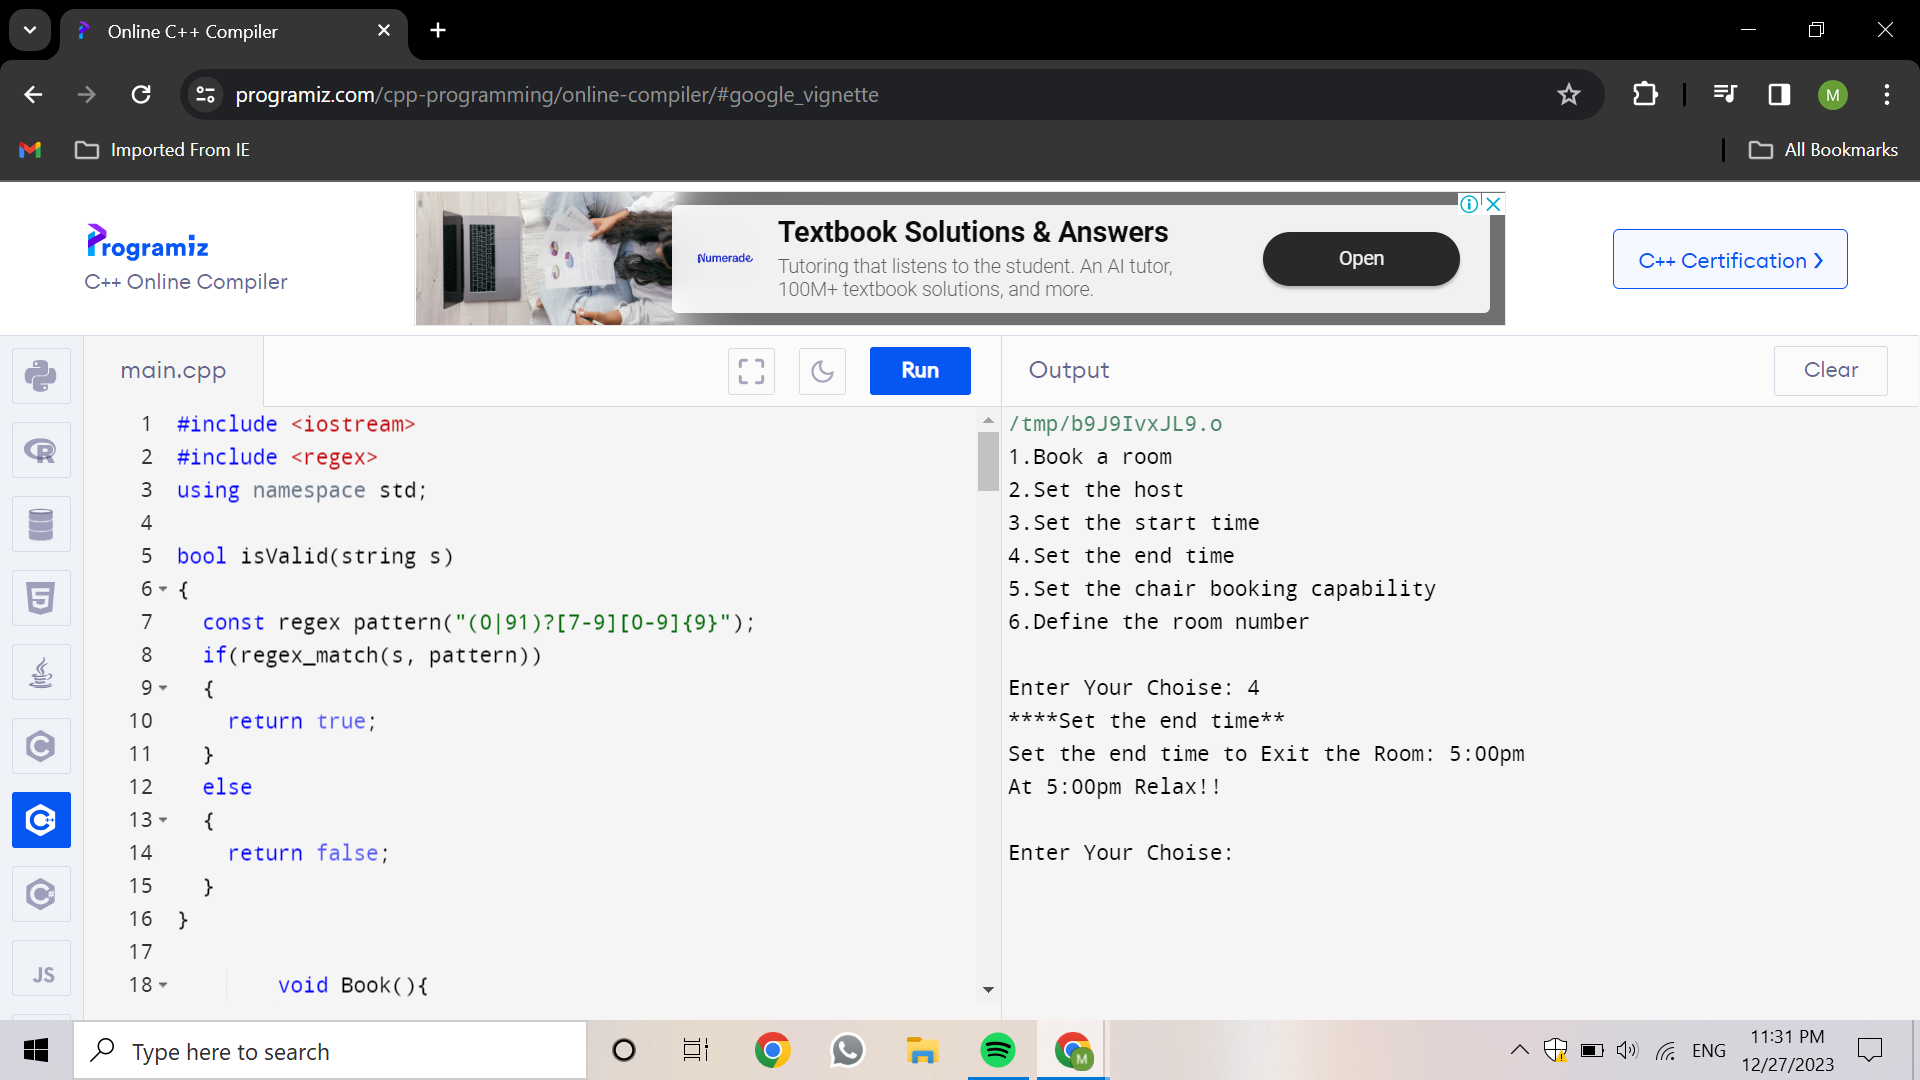 Online C++ Compiler
programiz.com/cpp-programming/online-compiler/#google_vignette
M
Imported From IE
All Bookmarks
Programiz
C++ Online Compiler
Numerade
Textbook Solutions & Answers
Tutoring that listens to the student. An AI tutor,
100M+ textbook solutions, and more.
Open
C++ Certification ›
main.cpp
Run
Output
Clear
1 #include <iostream>
2 #include <regex>
3 using namespace std;
4
5 bool isValid(string s)
6 {
7 const regex pattern("(0|91)?[7-9][0-9]{9}");
8 if(regex_match(s, pattern))
9 {
10 return true;
11 }
12 else
13 {
14 return false;
15 }
16 }
17
18 void Book(){
/tmp/b9J9IvxJL9.o
1.Book a room
2.Set the host
3.Set the start time
4.Set the end time
5.Set the chair booking capability
6.Define the room number
Enter Your Choise: 4
****Set the end time**
Set the end time to Exit the Room: 5:00pm
At 5:00pm Relax!!
Enter Your Choise:
R
5
C
C++
C#
JS
Type here to search
M
ENG
11:31 PM
12/27/2023